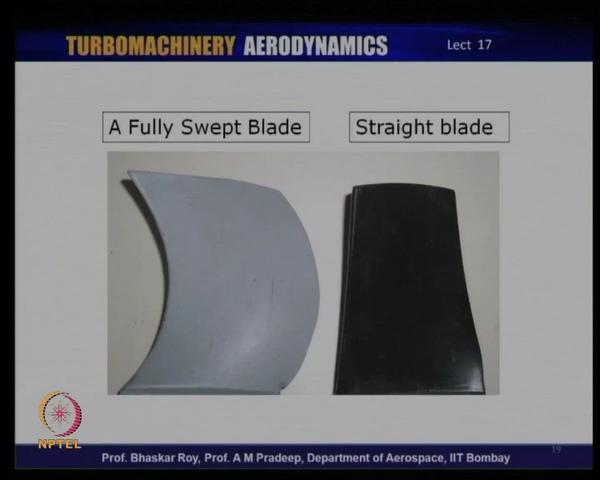 TURBOMACHINERY AERODYNAMICS
Lect 17
A Fully Swept Blade
Straight blade
NPTEL
19
Prof. Bhaskar Roy, Prof. A M Pradeep, Department of Aerospace, IIT Bombay